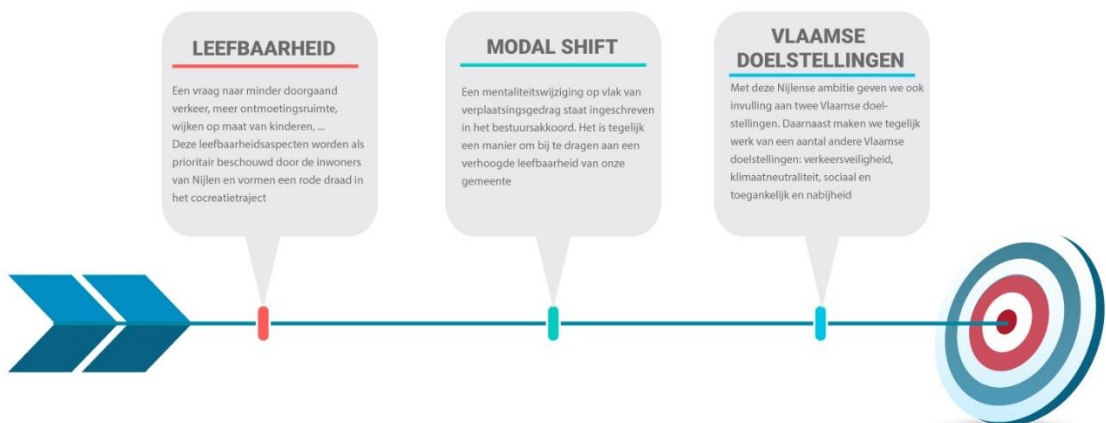 LEEFBAARHEID
Een vraag naar minder doorgaand
verkeer, meer ontmoetingsruimte,
wijken op maat van kinderen, ...
Deze leefbaarheidsaspecten worden als
prioritair beschouwd door de inwoners
van Nijlen en vormen een rode draad in
het cocreatietraject
MODAL SHIFT
Een mentaliteitswijziging op vlak van
verplaatsingsgedrag staat ingeschreven
in het bestuursakkoord. Het is tegelijk
een manier om bij te dragen aan een
verhoogde leefbaarheid van onze
gemeente
VLAAMSE
DOELSTELLINGEN
Met deze Nijlense ambitie geven we ook
invulling aan twee Vlaamse doel-
stellingen. Daarnaast maken we tegelijk
werk van een aantal andere Vlaamse
doelstellingen: verkeersveiligheid,
klimaatneutraliteit, sociaal en
toegankelijk en nabijheid